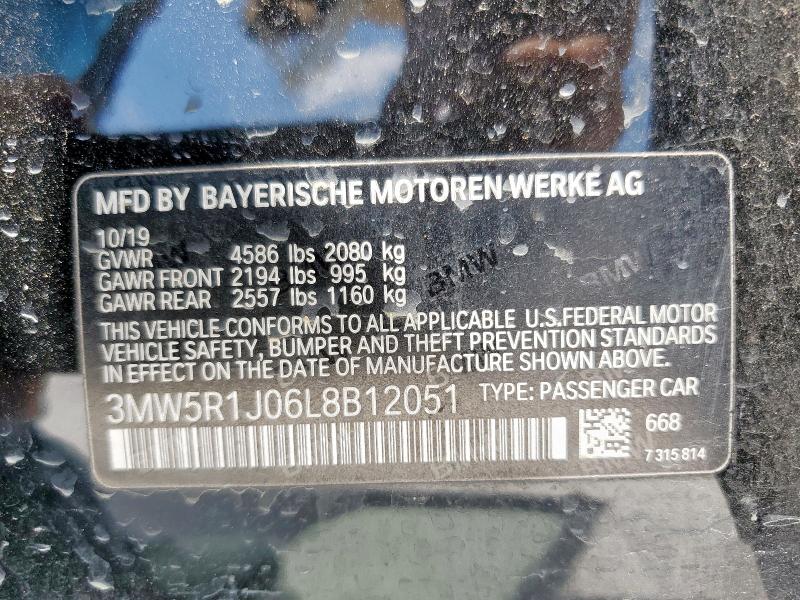 MFD BY BAYERISCHE MOTOREN WERKE AG
10/19
GVWR 4586 lbs 2080 kg
GAWR FRONT 2194 lbs 995 kg
GAWR REAR 2557 lbs 1160 kg
THIS VEHICLE CONFORMS TO ALL APPLICABLE U.S.FEDERAL MOTOR
VEHICLE SAFETY, BUMPER AND THEFT PREVENTION STANDARDS
IN EFFECT ON THE DATE OF MANUFACTURE SHOWN ABOVE.
3MW5R1J06L8B12051 TYPE: PASSENGER CAR
668
7 315 814
BMW
BMW
BMW